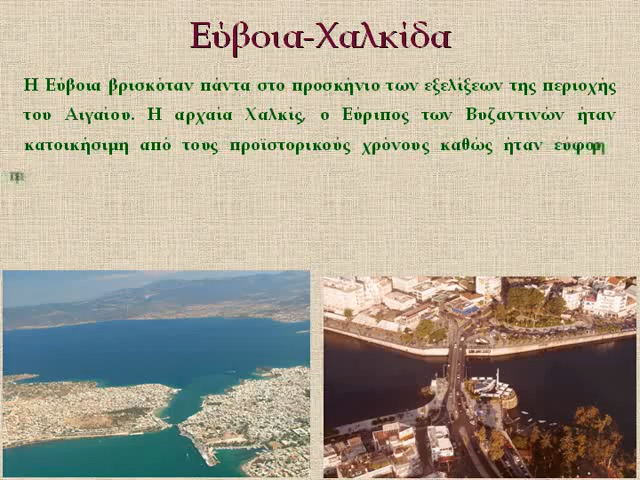 Εύβοια-Χαλκίδα
Η Εύβοια βρισκόταν πάντα στο προσκήνιο των εξελίξεων της περιοχής
του Αιγαίου. Η αρχαία Χαλκίς, ο Εύριπος των Βυζαντινών ήταν
κατοικήσιμη από τους προϊστορικούς χρόνους καθώς ήταν εύφορη